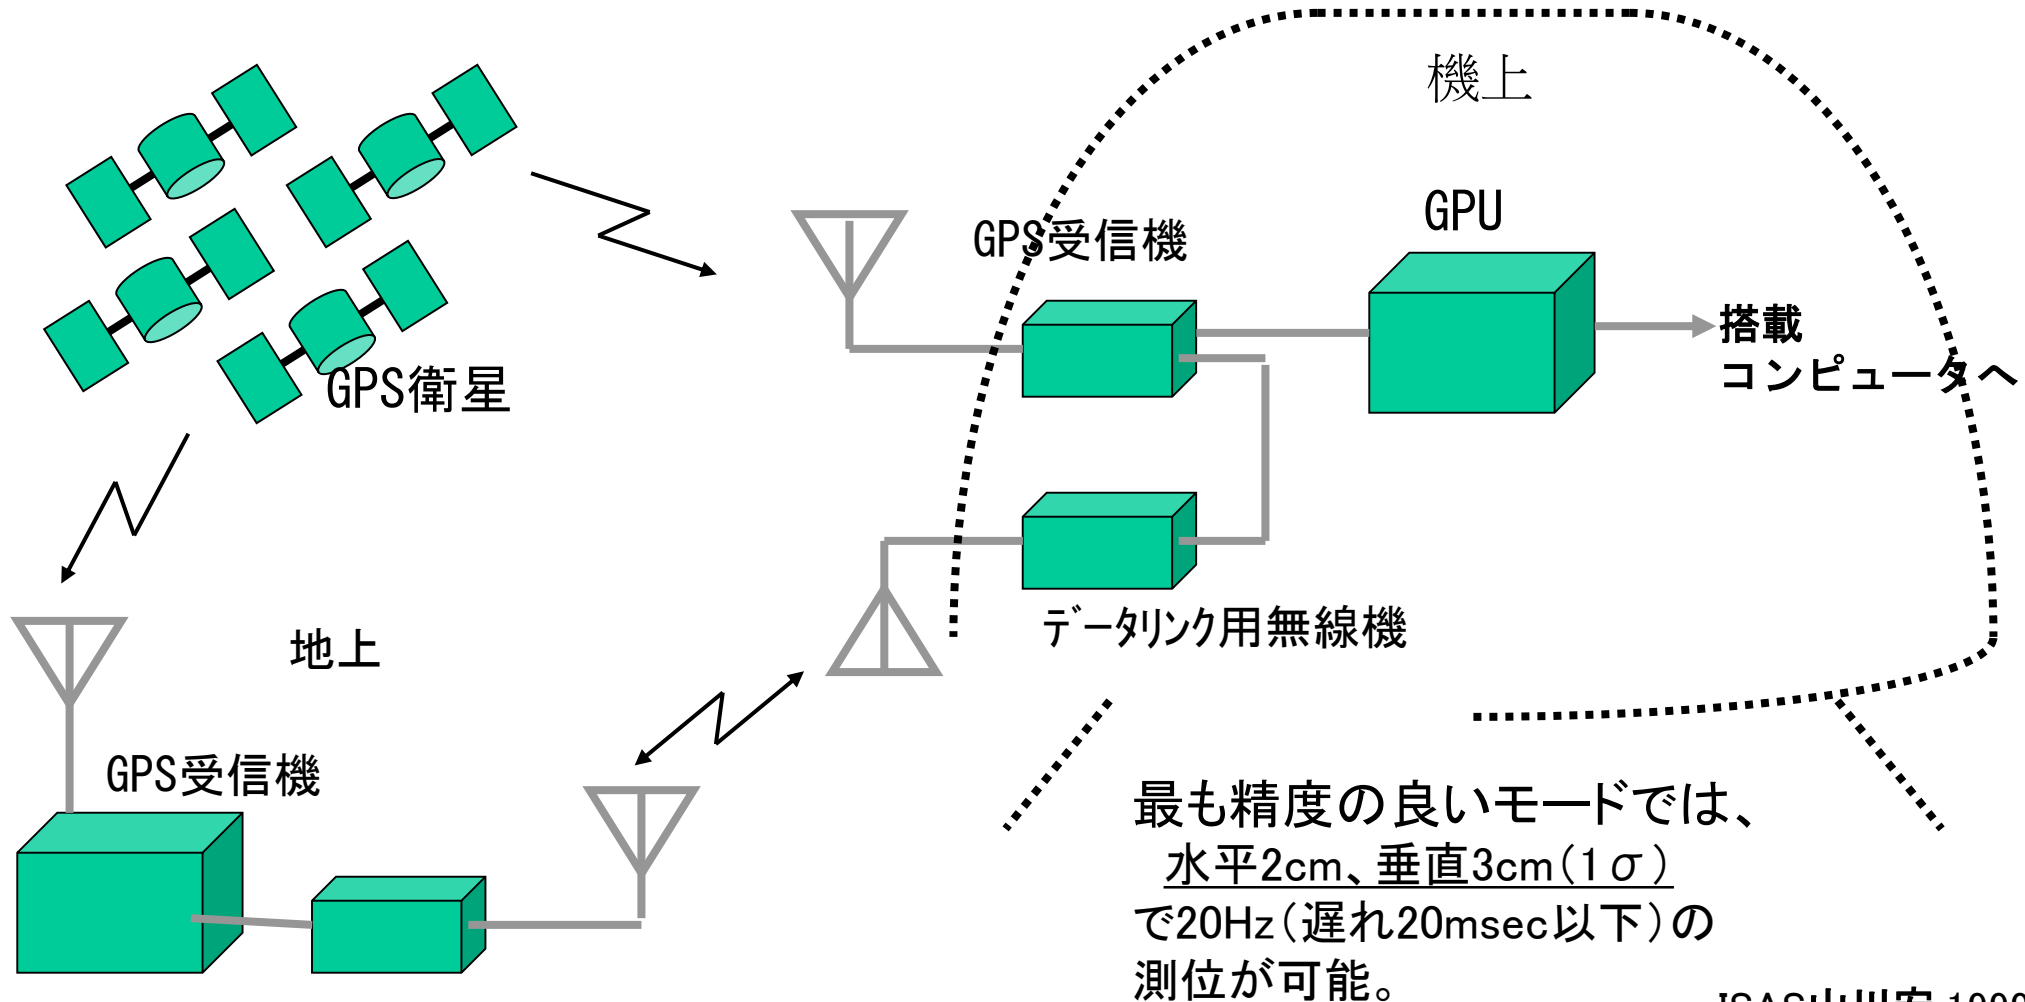 機上
GPU
GPS受信機
搭載
コンピュータへ
GPS衛星
データリンク用無線機
地上
GPS受信機
最も精度の良いモードでは、
水平2cm、垂直3cm(1σ)
で20Hz(遅れ20msec以下)の
測位が可能。